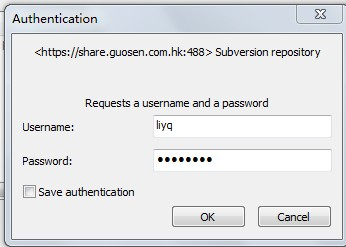 Authentication
<https://share.guosen.com.hk:488> Subversion repository
Requests a username and a password
Username: liyq
Password: ●●●●●●●●
Save authentication
OK Cancel